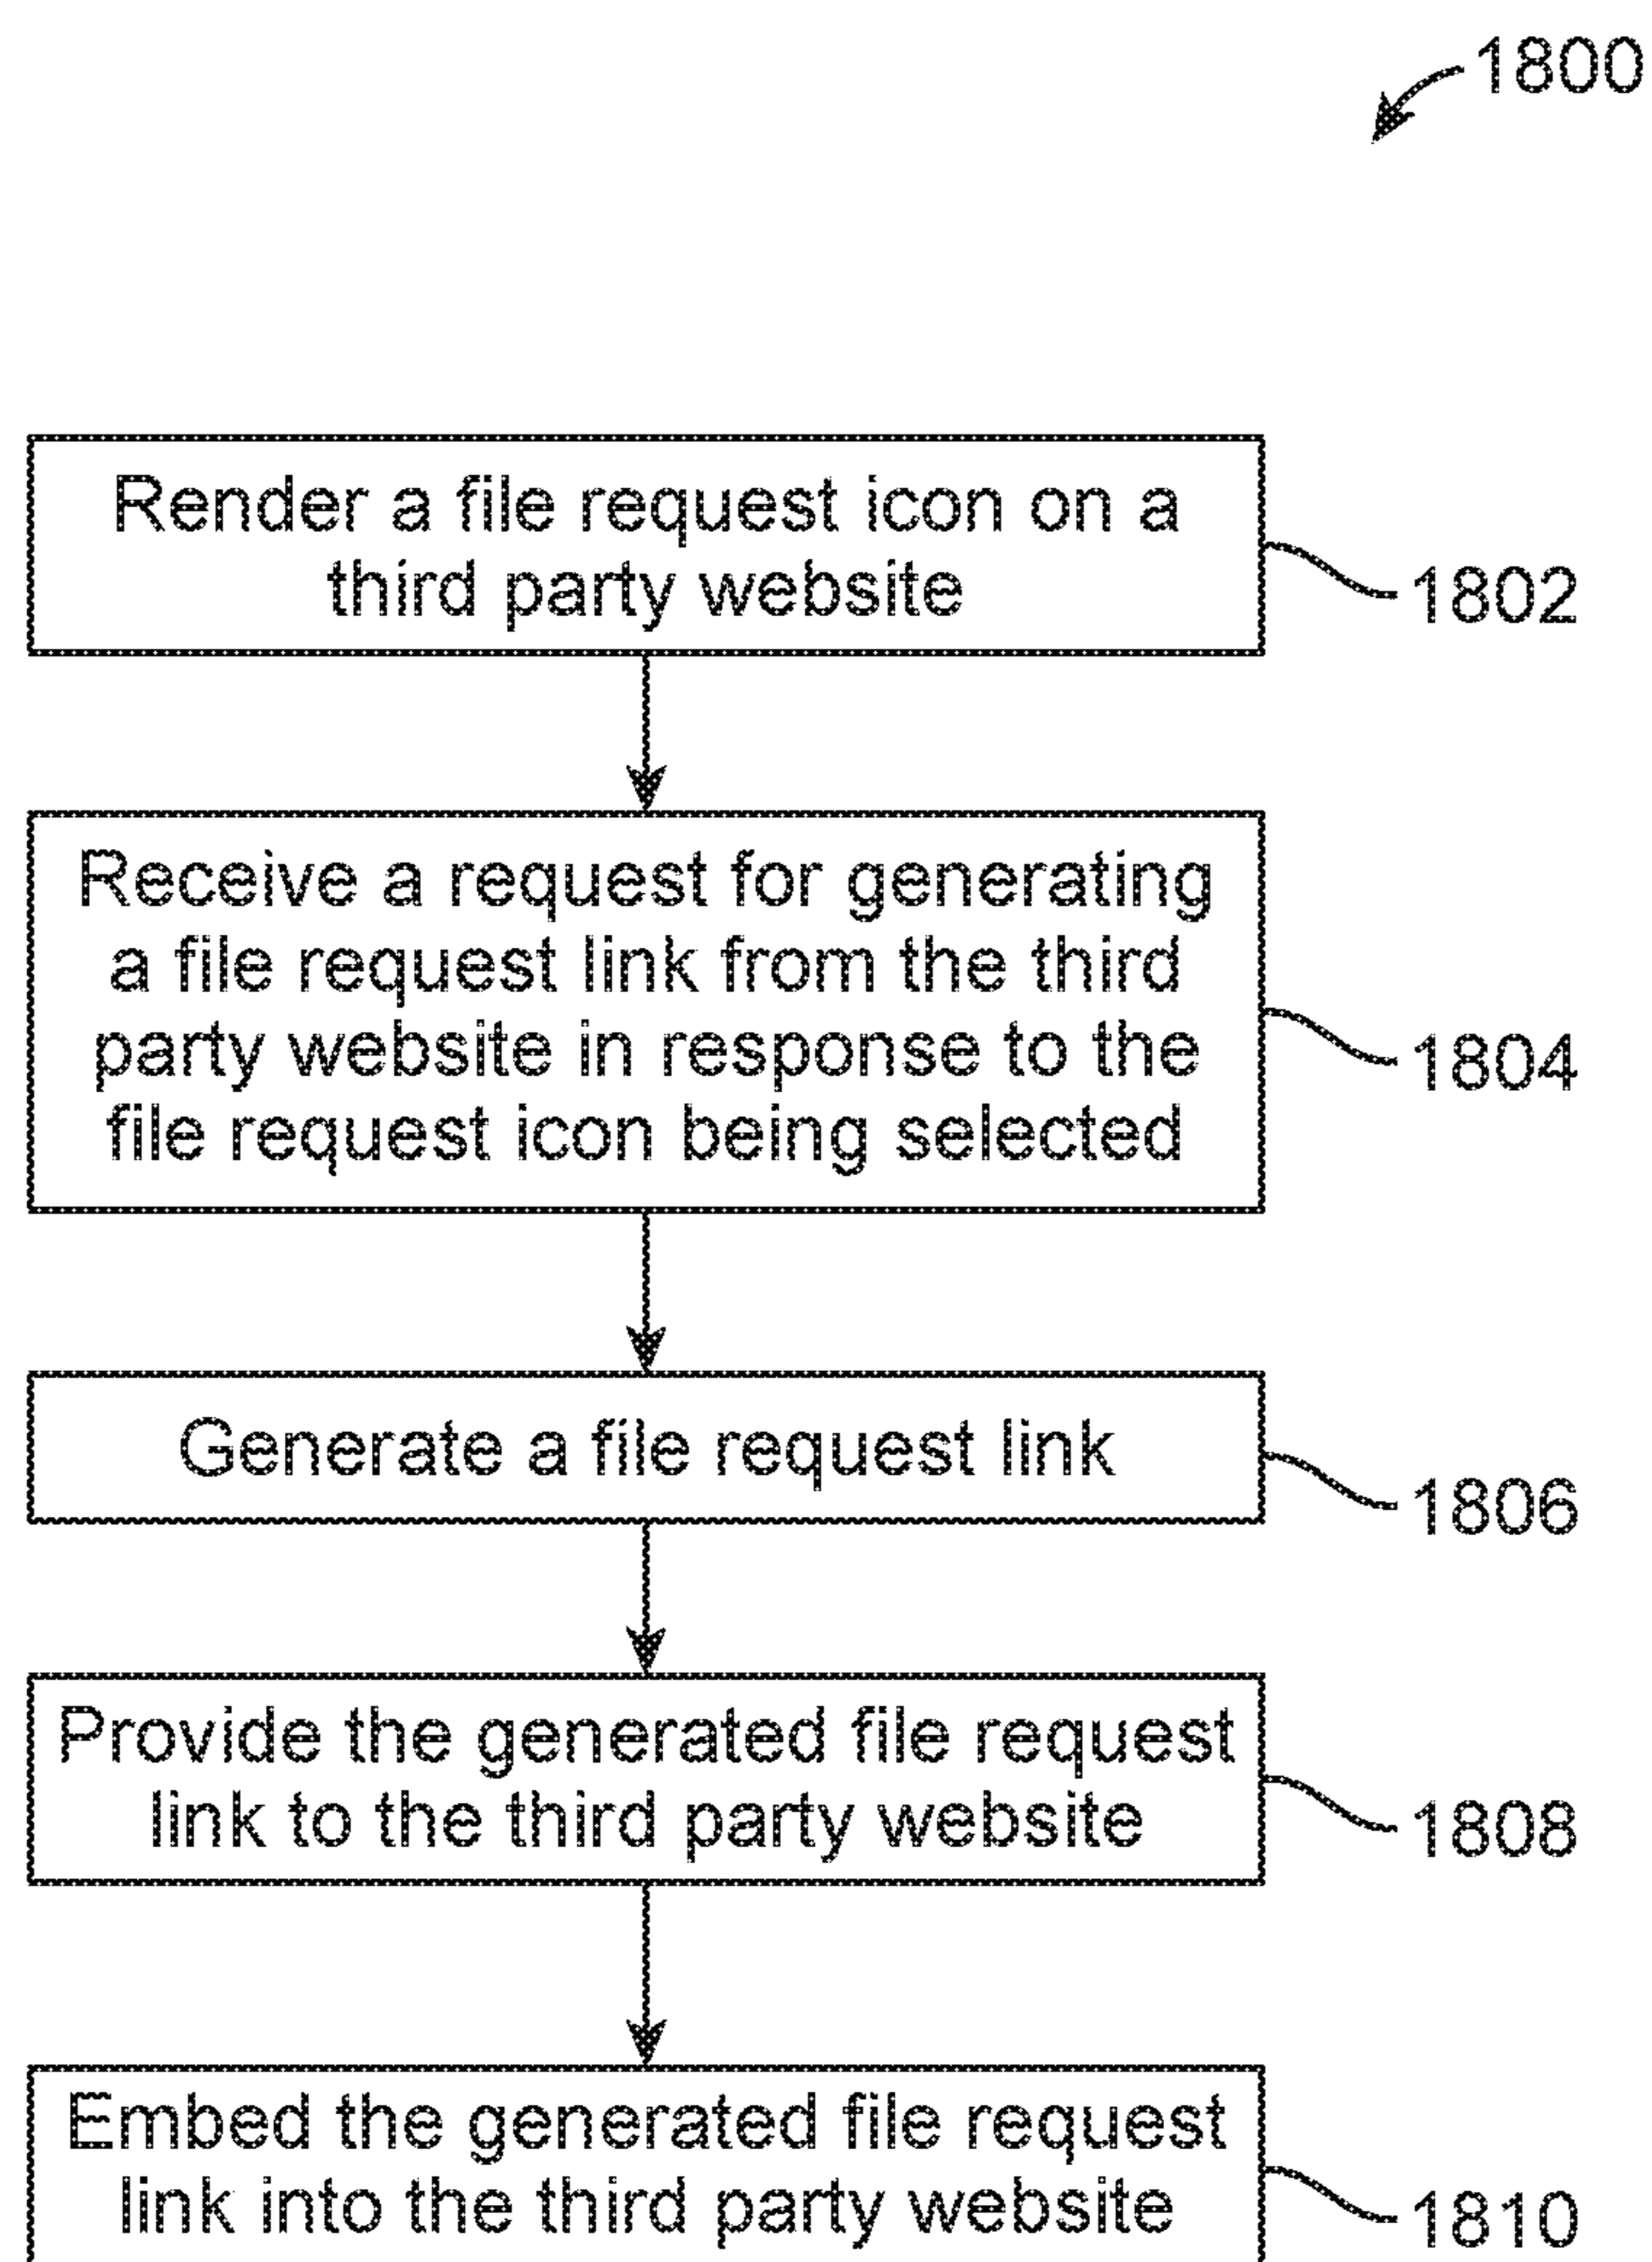 1800
Render a file request icon on a
third party website
1802
Receive a request for generating
a file request link from the third
party website in response to the
file request icon being selected
1804
Generate a file request link
1806
Provide the generated file request
link to the third party website
1808
Embed the generated file request
link into the third party website
1810